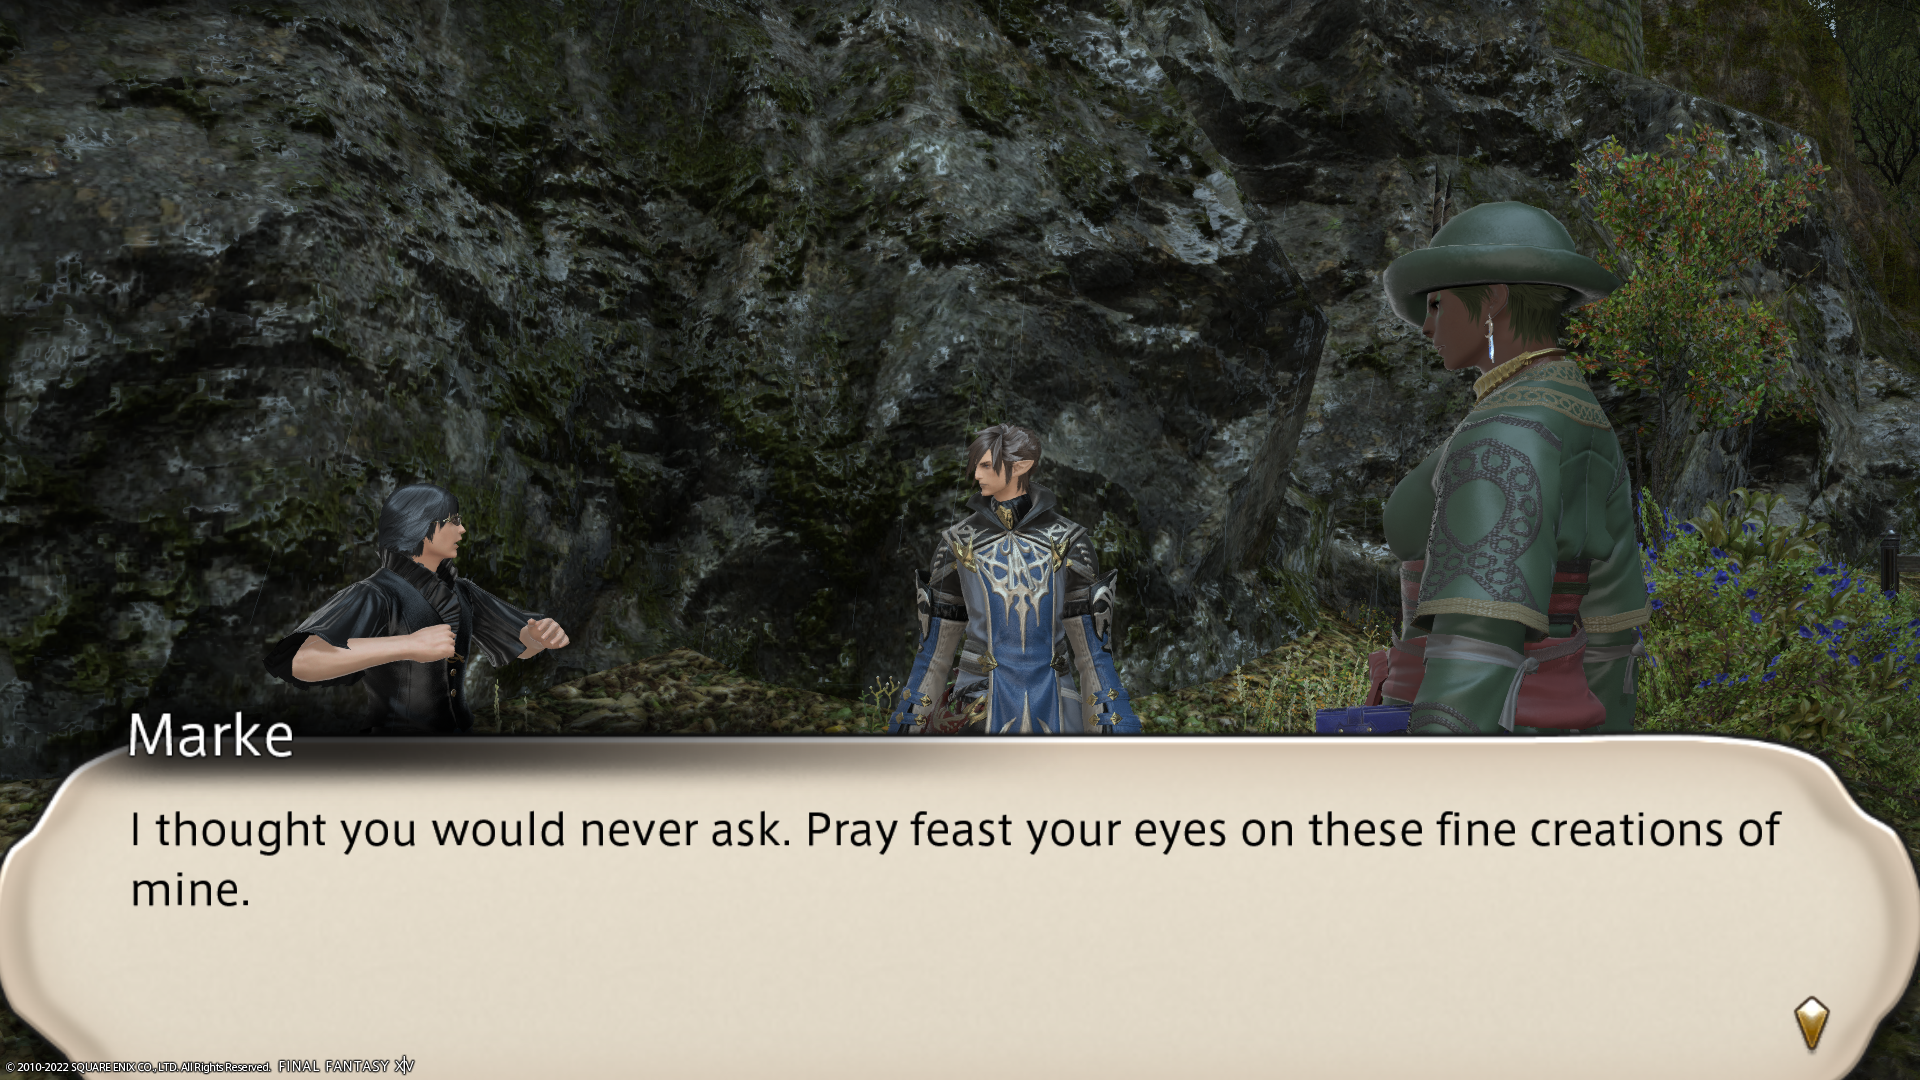 Marke
I thought you would never ask. Pray feast your eyes on these fine creations of
mine.
© 2010-2022 SQUARE ENIX CO., LTD. All Rights Reserved. FINAL FANTASY XIV